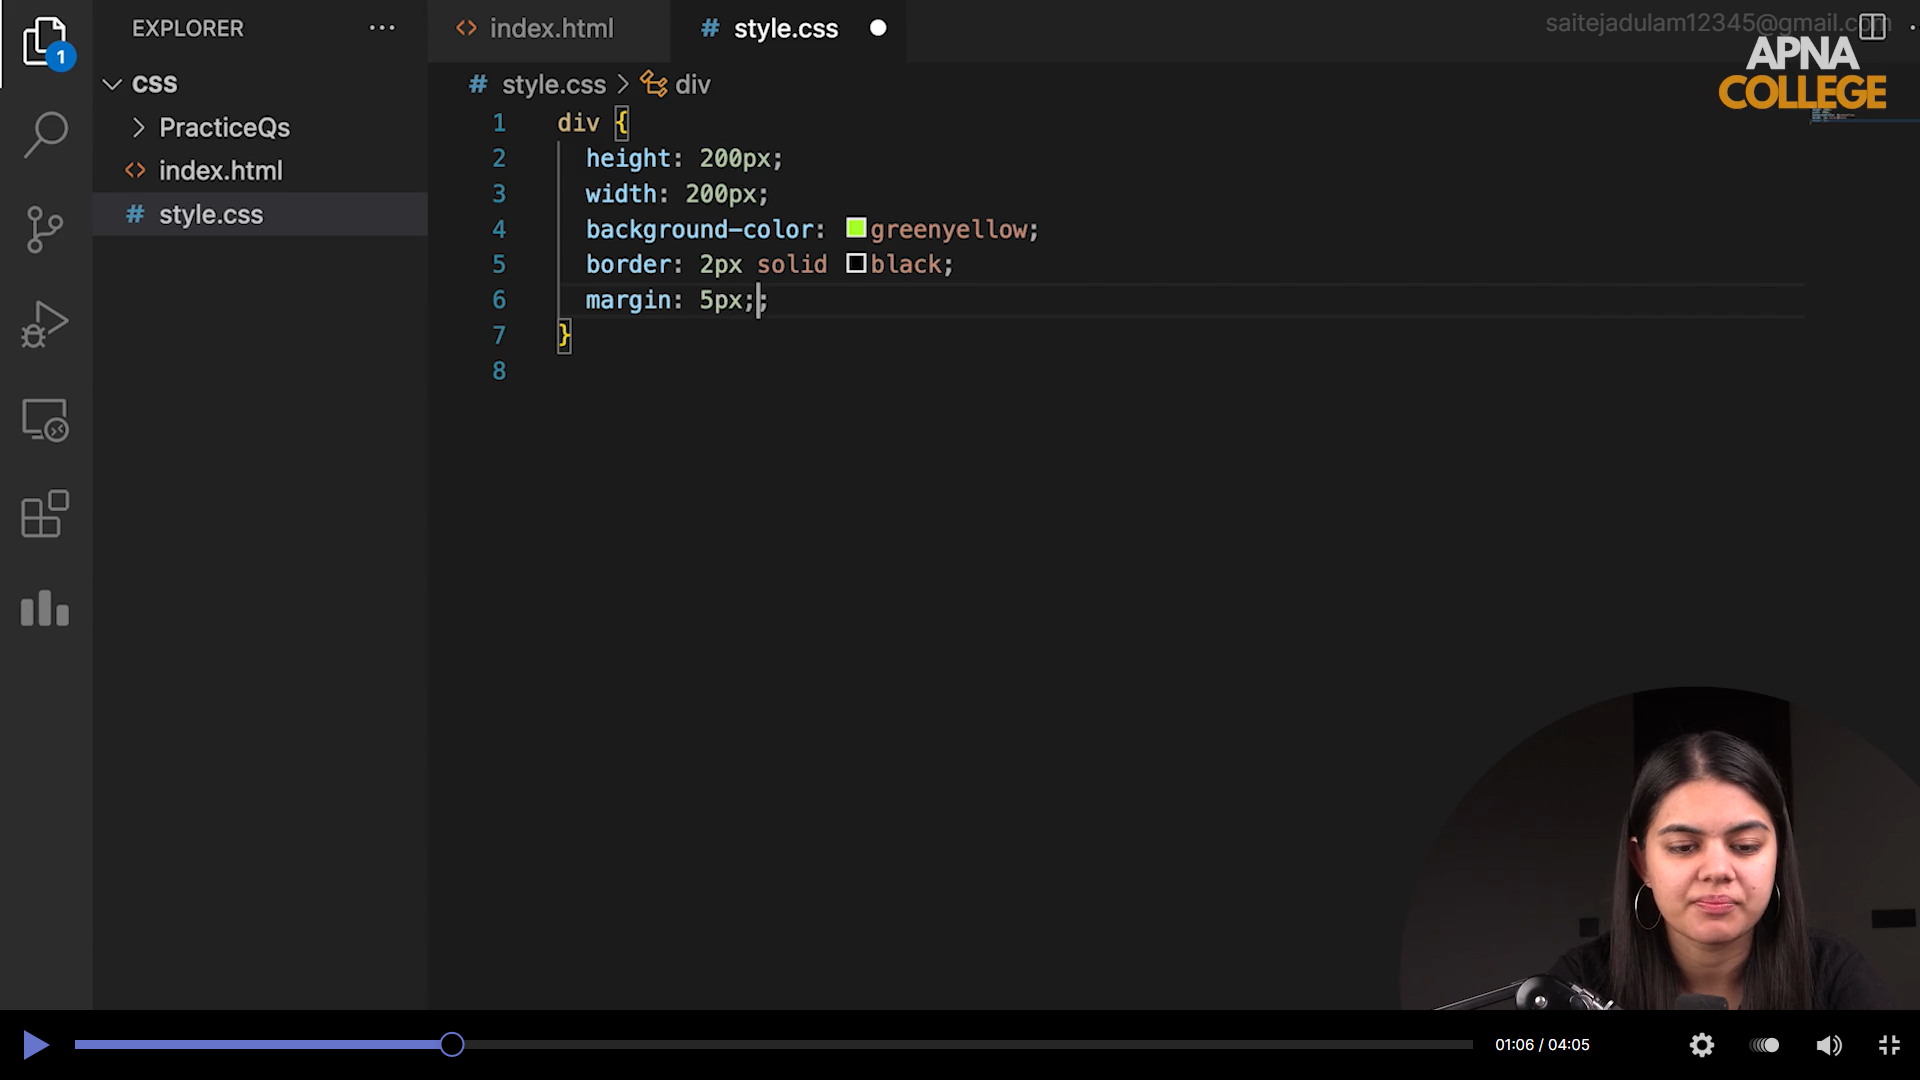 EXPLORER ...
index.html
style.css
saitejadulam12345@gmail.com
APNA
COLLEGE
CSS
PracticeQs
index.html
style.css
style.css > div
1 div {
2 height: 200px;
3 width: 200px;
4 background-color: greenyellow;
5 border: 2px solid black;
6 margin: 5px;;
7 }
8
1
01:06 / 04:05